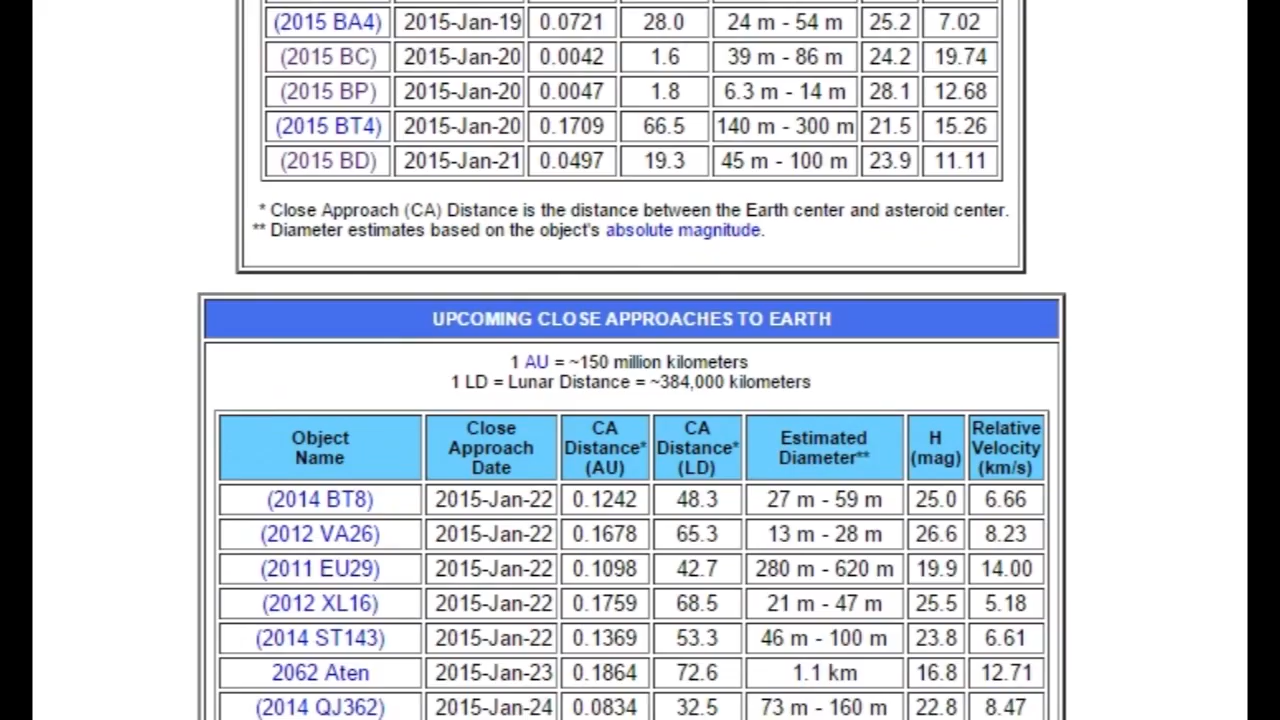 (2015 BA4) 2015-Jan-19 0.0721 28.0 24 m - 54 m 25.2 7.02
(2015 BC) 2015-Jan-20 0.0042 1.6 39 m - 86 m 24.2 19.74
(2015 BP) 2015-Jan-20 0.0047 1.8 6.3 m - 14 m 28.1 12.68
(2015 BT4) 2015-Jan-20 0.1709 66.5 140 m - 300 m 21.5 15.26
(2015 BD) 2015-Jan-21 0.0497 19.3 45 m - 100 m 23.9 11.11
* Close Approach (CA) Distance is the distance between the Earth center and asteroid center.
** Diameter estimates based on the object's absolute magnitude.
UPCOMING CLOSE APPROACHES TO EARTH
1 AU = ~150 million kilometers
1 LD = Lunar Distance = ~384,000 kilometers
Object
Name
Close
Approach
Date
CA
Distance*
(AU)
CA
Distance*
(LD)
Estimated
Diameter**
H
(mag)
Relative
Velocity
(km/s)
(2014 BT8) 2015-Jan-22 0.1242 48.3 27 m - 59 m 25.0 6.66
(2012 VA26) 2015-Jan-22 0.1678 65.3 13 m - 28 m 26.6 8.23
(2011 EU29) 2015-Jan-22 0.1098 42.7 280 m - 620 m 19.9 14.00
(2012 XL16) 2015-Jan-22 0.1759 68.5 21 m - 47 m 25.5 5.18
(2014 ST143) 2015-Jan-22 0.1369 53.3 46 m - 100 m 23.8 6.61
2062 Aten 2015-Jan-23 0.1864 72.6 1.1 km 16.8 12.71
(2014 QJ362) 2015-Jan-24 0.0834 32.5 73 m - 160 m 22.8 8.47